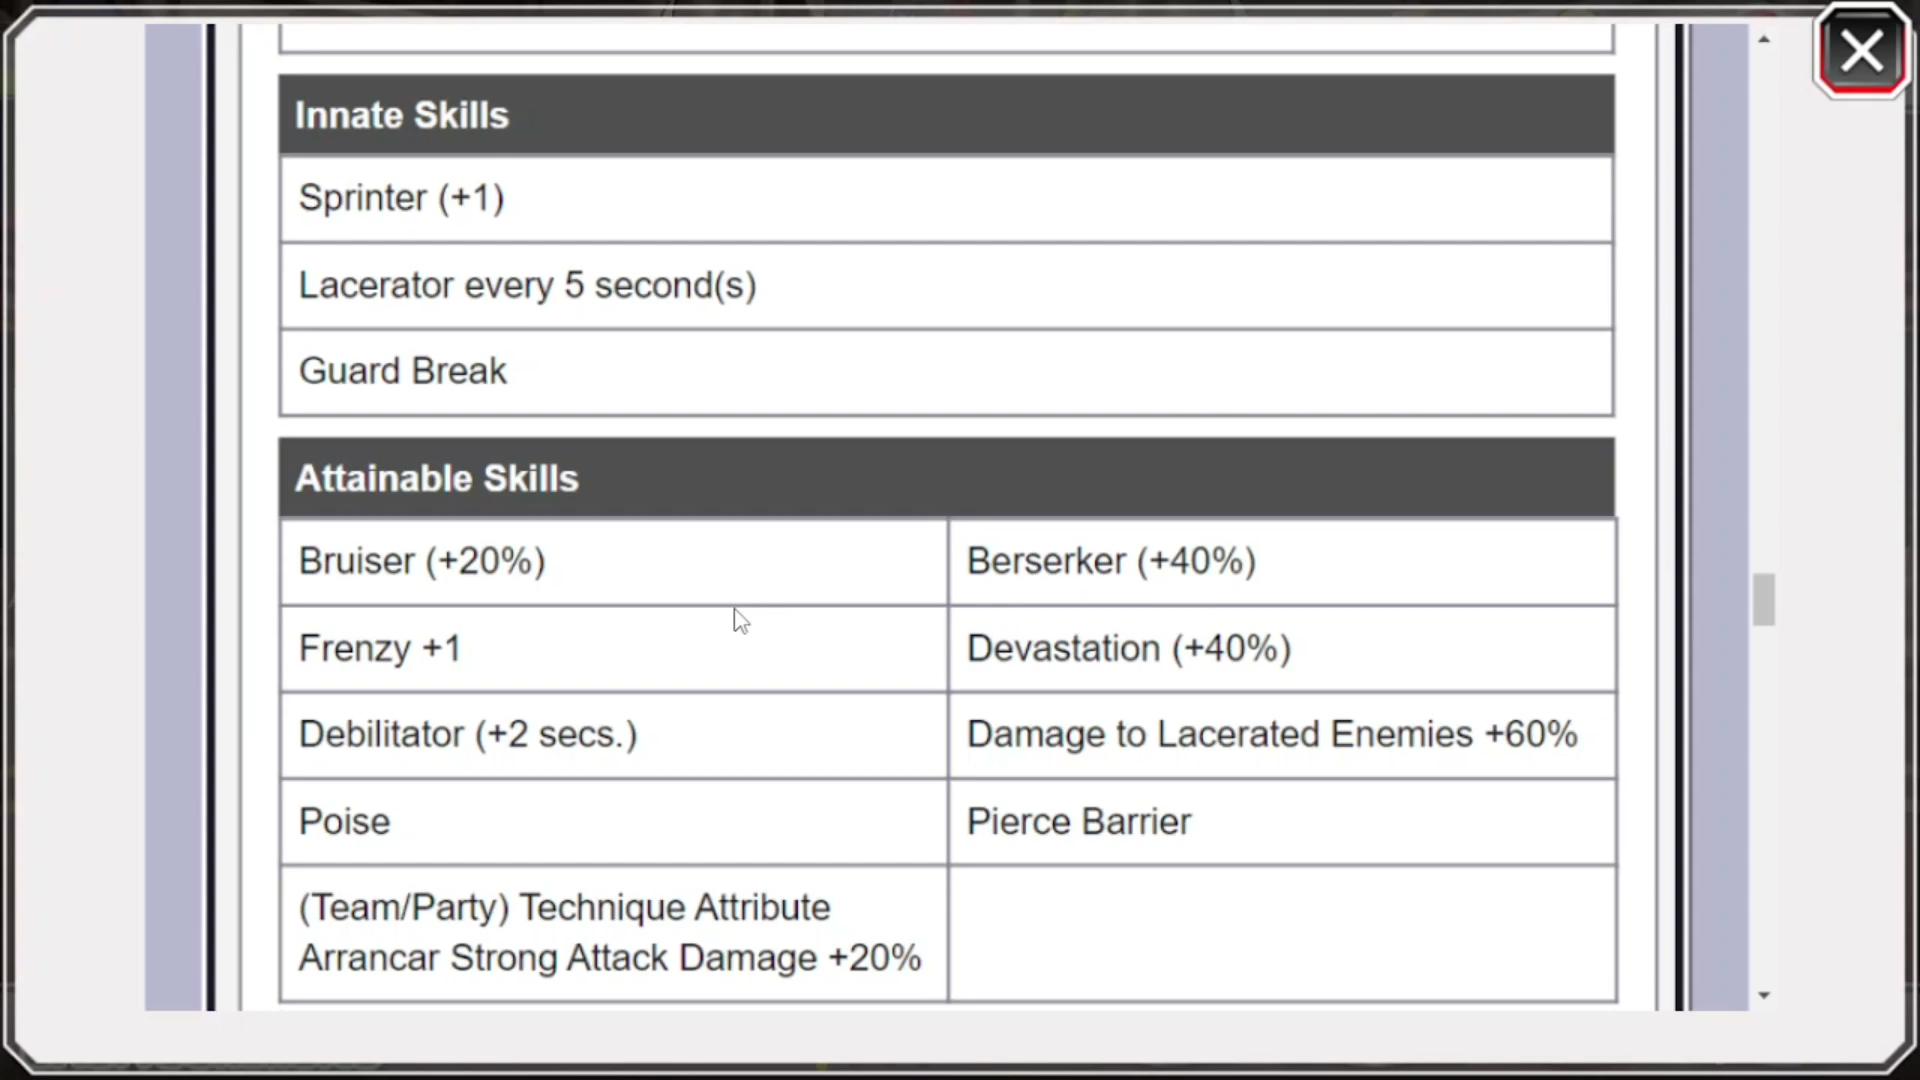 Innate Skills
Sprinter (+1)
Lacerator every 5 second(s)
Guard Break
Attainable Skills
Bruiser (+20%)
Berserker (+40%)
Frenzy +1
Devastation (+40%)
Debilitator (+2 secs.)
Damage to Lacerated Enemies +60%
Poise
Pierce Barrier
(Team/Party) Technique Attribute
Arrancar Strong Attack Damage +20%